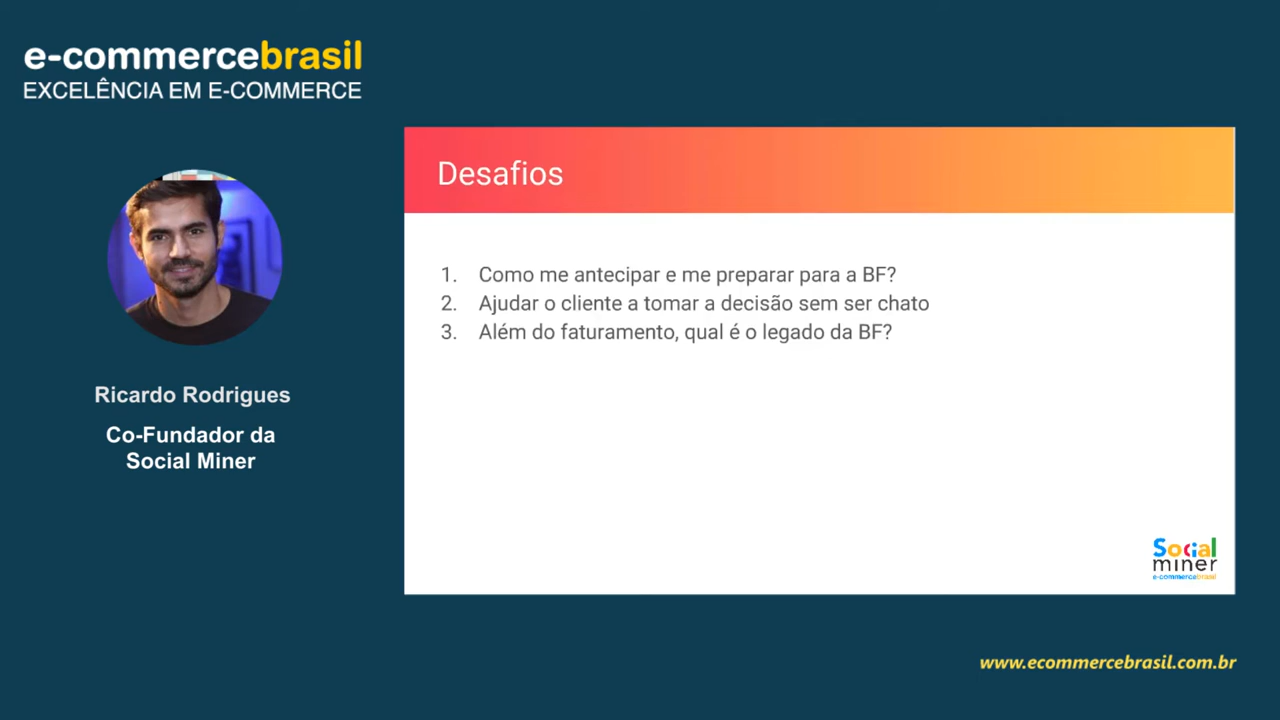 e-commercebrasil
EXCELÊNCIA EM E-COMMERCE
Ricardo Rodrigues
Co-Fundador da
Social Miner
Desafios
1. Como me antecipar e me preparar para a BF?
2. Ajudar o cliente a tomar a decisão sem ser chato
3. Além do faturamento, qual é o legado da BF?
Social
miner
e-commercebrasil
www.ecommercebrasil.com.br